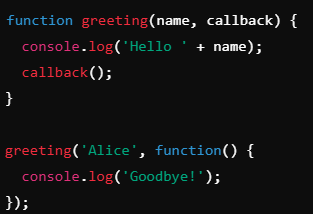 function greeting(name, callback) {
  console.log('Hello ' + name);
  callback();
}

greeting('Alice', function() {
  console.log('Goodbye!');
});